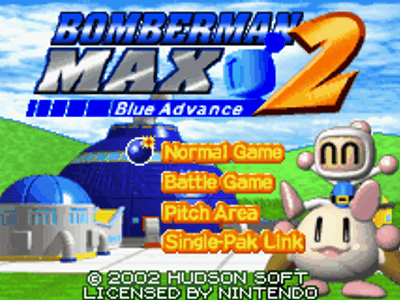 BOMBERMAN
MAX 2
Blue Advance
Normal Game
Battle Game
Pitch Area
Single-Pak Link
© 2002 HUDSON SOFT
LICENSED BY NINTENDO